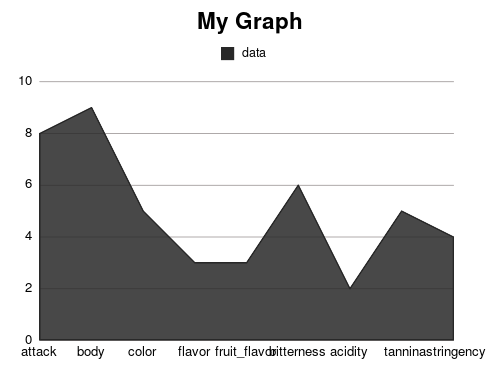 My Graph
data
10
8
6
4
2
0
attack body color flavor fruit_flavor bitterness acidity tannin astringency